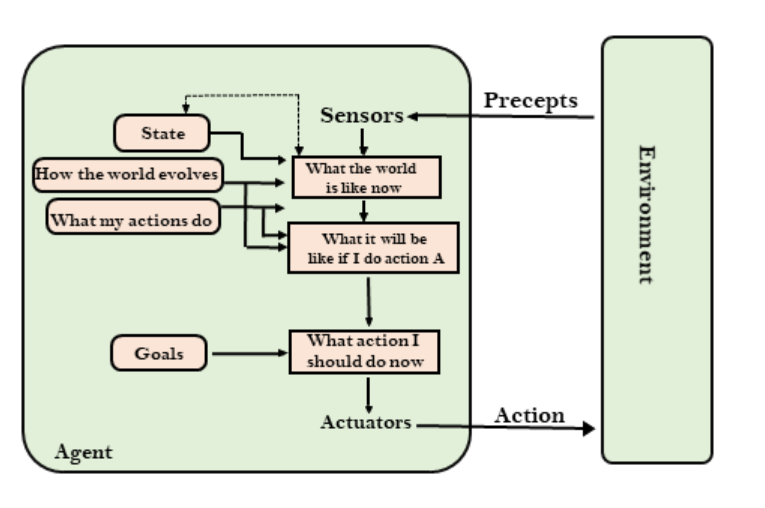 Precepts
Sensors
State
How the world evolves
What the world
is like now
What my actions do
What it will be
like if I do action A
Environment
Goals
What action I
should do now
Actuators
Action
Agent